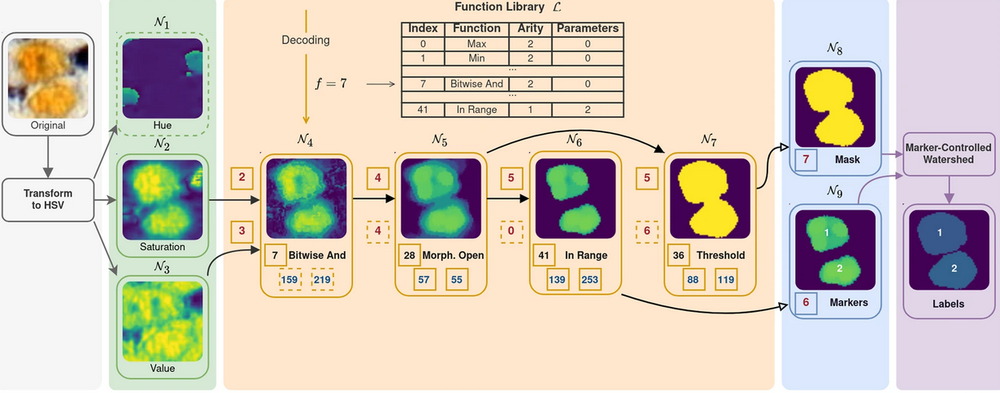 Original
Transform
to HSV
𝒩₁
Hue
𝒩₂
Saturation
𝒩₃
Value
Decoding
f = 7
Function Library ℒ
Index Function Arity Parameters
0 Max 2 0
1 Min 2 0
...
7 Bitwise And 2 0
...
41 In Range 1 2
𝒩₄
2
3
7 Bitwise And
159 219
𝒩₅
4
4
28 Morph. Open
57 55
𝒩₆
5
0
41 In Range
139 253
𝒩₇
5
6
36 Threshold
88 119
𝒩₈
7 Mask
𝒩₉
1
2
6 Markers
Marker-Controlled
Watershed
1
2
Labels